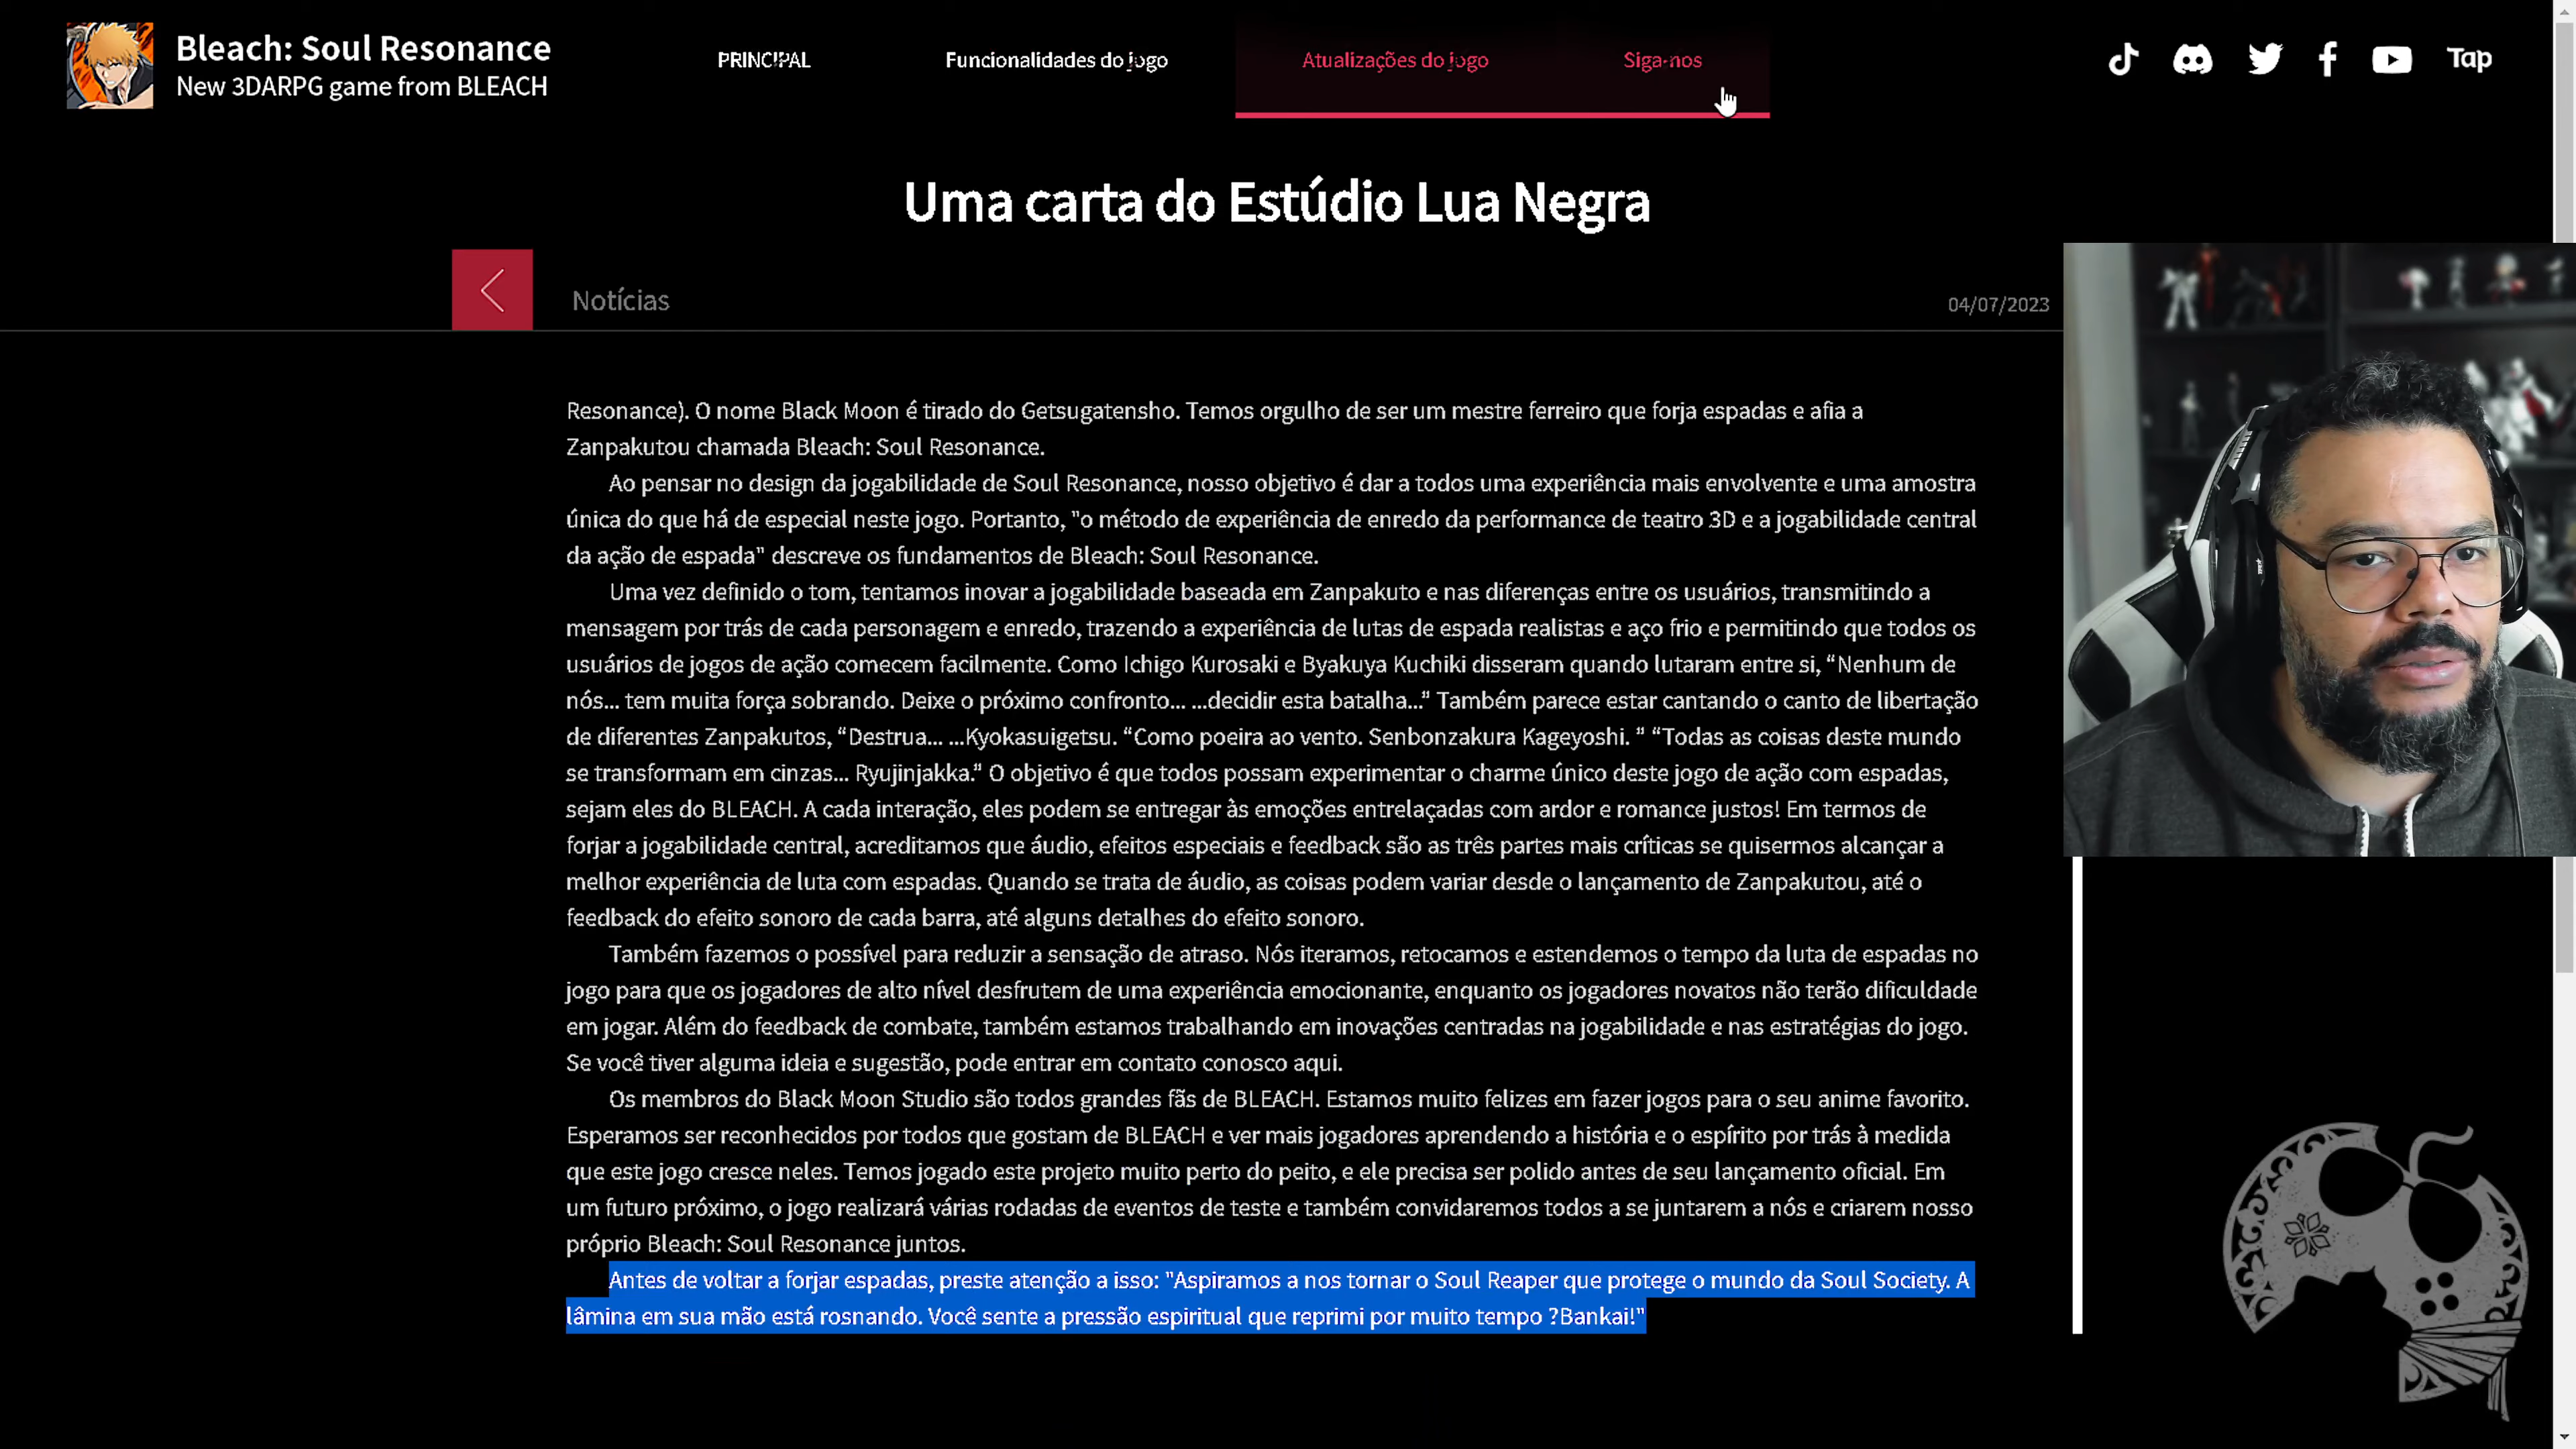 Bleach: Soul Resonance
New 3DARPG game from BLEACH
PRINCIPAL
Funcionalidades do jogo
Atualizações do jogo
Siga-nos
Tap
Uma carta do Estúdio Lua Negra
Notícias
04/07/2023
Resonance). O nome Black Moon é tirado do Getsugatensho. Temos orgulho de ser um mestre ferreiro que forja espadas e afia a
Zanpakutou chamada Bleach: Soul Resonance.
Ao pensar no design da jogabilidade de Soul Resonance, nosso objetivo é dar a todos uma experiência mais envolvente e uma amostra
única do que há de especial neste jogo. Portanto, "o método de experiência de enredo da performance de teatro 3D e a jogabilidade central
da ação de espada" descreve os fundamentos de Bleach: Soul Resonance.
Uma vez definido o tom, tentamos inovar a jogabilidade baseada em Zanpakuto e nas diferenças entre os usuários, transmitindo a
mensagem por trás de cada personagem e enredo, trazendo a experiência de lutas de espada realistas e aço frio e permitindo que todos os
usuários de jogos de ação comecem facilmente. Como Ichigo Kurosaki e Byakuya Kuchiki disseram quando lutaram entre si, “Nenhum de
nós... tem muita força sobrando. Deixe o próximo confronto... ...decidir esta batalha...” Também parece estar cantando o canto de libertação
de diferentes Zanpakutos, “Destrua... ...Kyokasuigetsu. “Como poeira ao vento. Senbonzakura Kageyoshi. ” “Todas as coisas deste mundo
se transformam em cinzas... Ryujinjakka.” O objetivo é que todos possam experimentar o charme único deste jogo de ação com espadas,
sejam eles do BLEACH. A cada interação, eles podem se entregar às emoções entrelaçadas com ardor e romance justos! Em termos de
forjar a jogabilidade central, acreditamos que áudio, efeitos especiais e feedback são as três partes mais críticas se quisermos alcançar a
melhor experiência de luta com espadas. Quando se trata de áudio, as coisas podem variar desde o lançamento de Zanpakutou, até o
feedback do efeito sonoro de cada barra, até alguns detalhes do efeito sonoro.
Também fazemos o possível para reduzir a sensação de atraso. Nós iteramos, retocamos e estendemos o tempo da luta de espadas no
jogo para que os jogadores de alto nível desfrutem de uma experiência emocionante, enquanto os jogadores novatos não terão dificuldade
em jogar. Além do feedback de combate, também estamos trabalhando em inovações centradas na jogabilidade e nas estratégias do jogo.
Se você tiver alguma ideia e sugestão, pode entrar em contato conosco aqui.
Os membros do Black Moon Studio são todos grandes fãs de BLEACH. Estamos muito felizes em fazer jogos para o seu anime favorito.
Esperamos ser reconhecidos por todos que gostam de BLEACH e ver mais jogadores aprendendo a história e o espírito por trás à medida
que este jogo cresce neles. Temos jogado este projeto muito perto do peito, e ele precisa ser polido antes de seu lançamento oficial. Em
um futuro próximo, o jogo realizará várias rodadas de eventos de teste e também convidaremos todos a se juntarem a nós e criarem nosso
próprio Bleach: Soul Resonance juntos.
Antes de voltar a forjar espadas, preste atenção a isso: "Aspiramos a nos tornar o Soul Reaper que protege o mundo da Soul Society. A
lâmina em sua mão está rosnando. Você sente a pressão espiritual que reprimi por muito tempo ?Bankai!"